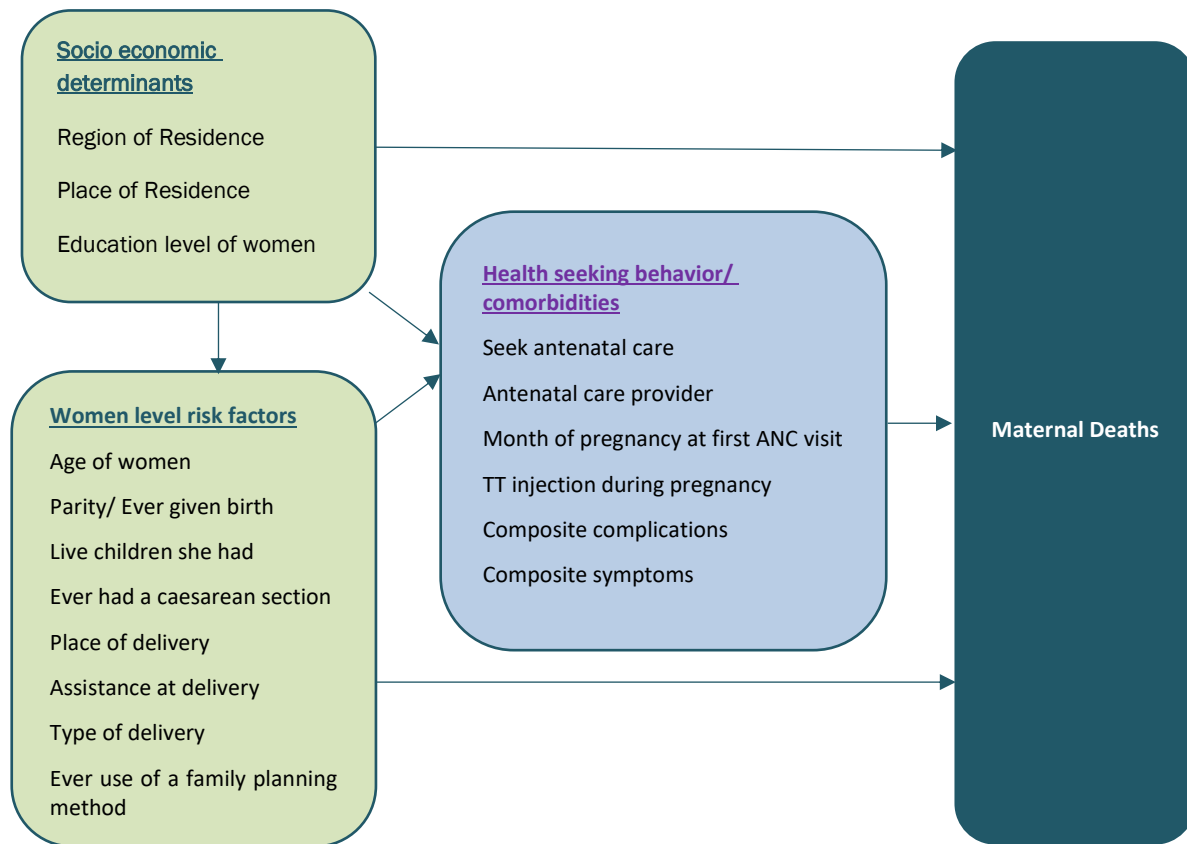 Socio economic
determinants
Region of Residence
Place of Residence
Education level of women
Women level risk factors
Age of women
Parity/ Ever given birth
Live children she had
Ever had a caesarean section
Place of delivery
Assistance at delivery
Type of delivery
Ever use of a family planning
method
Health seeking behavior/
comorbidities
Seek antenatal care
Antenatal care provider
Month of pregnancy at first ANC visit
TT injection during pregnancy
Composite complications
Composite symptoms
Maternal Deaths